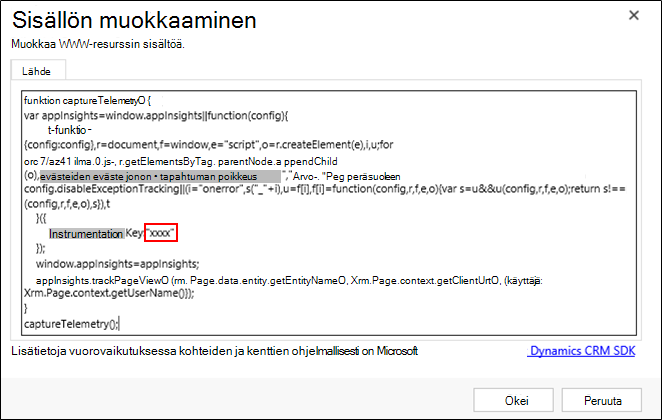 Sisällön muokkaaminen
Muokkaa WWW-resurssin sisältöä.
Lähde
funktion captureTelemetryO {
var appInsights=window.appInsights||function(config){
t-funktio -
{config:config},r=document,f=window,e="script",o=r.createElement(e),i,u;for
orc 7/az41 ilma.0.js-, r.getElementsByTag. parentNode.a ppendChild
(o),evästeiden eväste jonon • tapahtuman poikkeus ","Arvo-. "Peg peräsuoleen
config.disableExceptionTracking||(i="onerror",s("_"+i),u=f[i],f[i]=function(config,r,f,e,o){var s=u&&u(config,r,f,e,o);return s!==
(config,r,f,e,o),s}),t
}({
Instrumentation Key:"xxxx"
});
window.appInsights=appInsights;
appInsights.trackPageViewO (rm. Page.data.entity.getEntityNameO, Xrm.Page.context.getClientUrtO, (käyttäjä:
Xrm.Page.context.getUserName()});
}
captureTelemetry();
Lisätietoja vuorovaikutuksessa kohteiden ja kenttien ohjelmallisesti on Microsoft Dynamics CRM SDK
Okei Peruuta